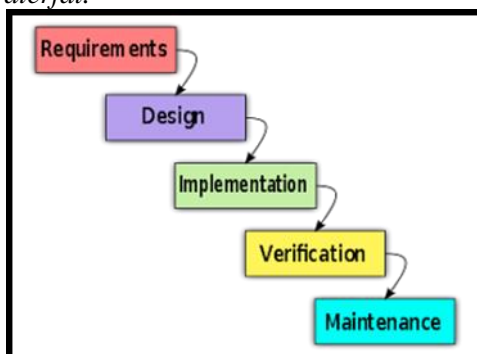 Requirements
Design
Implementation
Verification
Maintenance